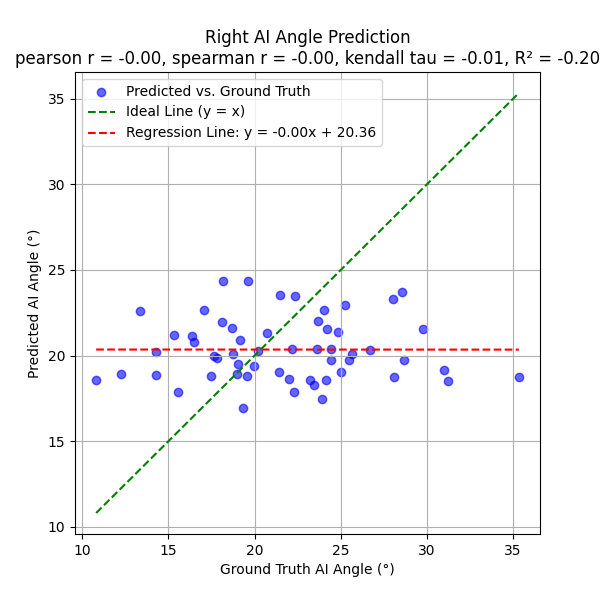 Right AI Angle Prediction
pearson r = -0.00, spearman r = -0.00, kendall tau = -0.01, R² = -0.20
Predicted vs. Ground Truth
Ideal Line (y = x)
Regression Line: y = -0.00x + 20.36
35
30
25
20
15
10
Predicted AI Angle (°)
10 15 20 25 30 35
Ground Truth AI Angle (°)